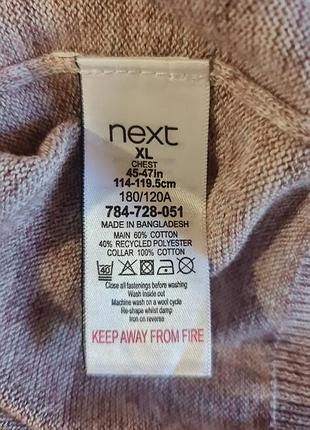 next
XL
CHEST
45-47in
114-119.5cm
180/120A
784-728-051
MADE IN BANGLADESH
MAIN 60% COTTON
40% RECYCLED POLYESTER
COLLAR 100% COTTON
40
Close all fastenings before washing
Wash Inside out
Machine wash on a wool cycle
Re-shape whilst damp
Iron on reverse
KEEP AWAY FROM FIRE